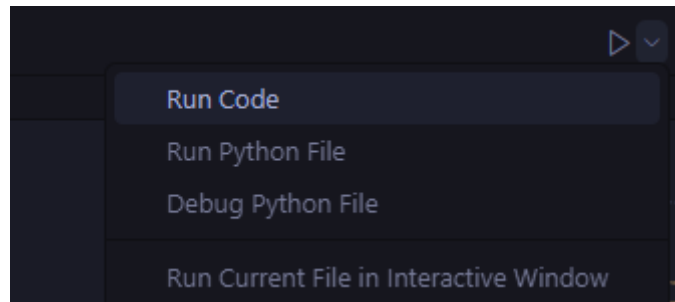 Run Code
Run Python File
Debug Python File
Run Current File in Interactive Window